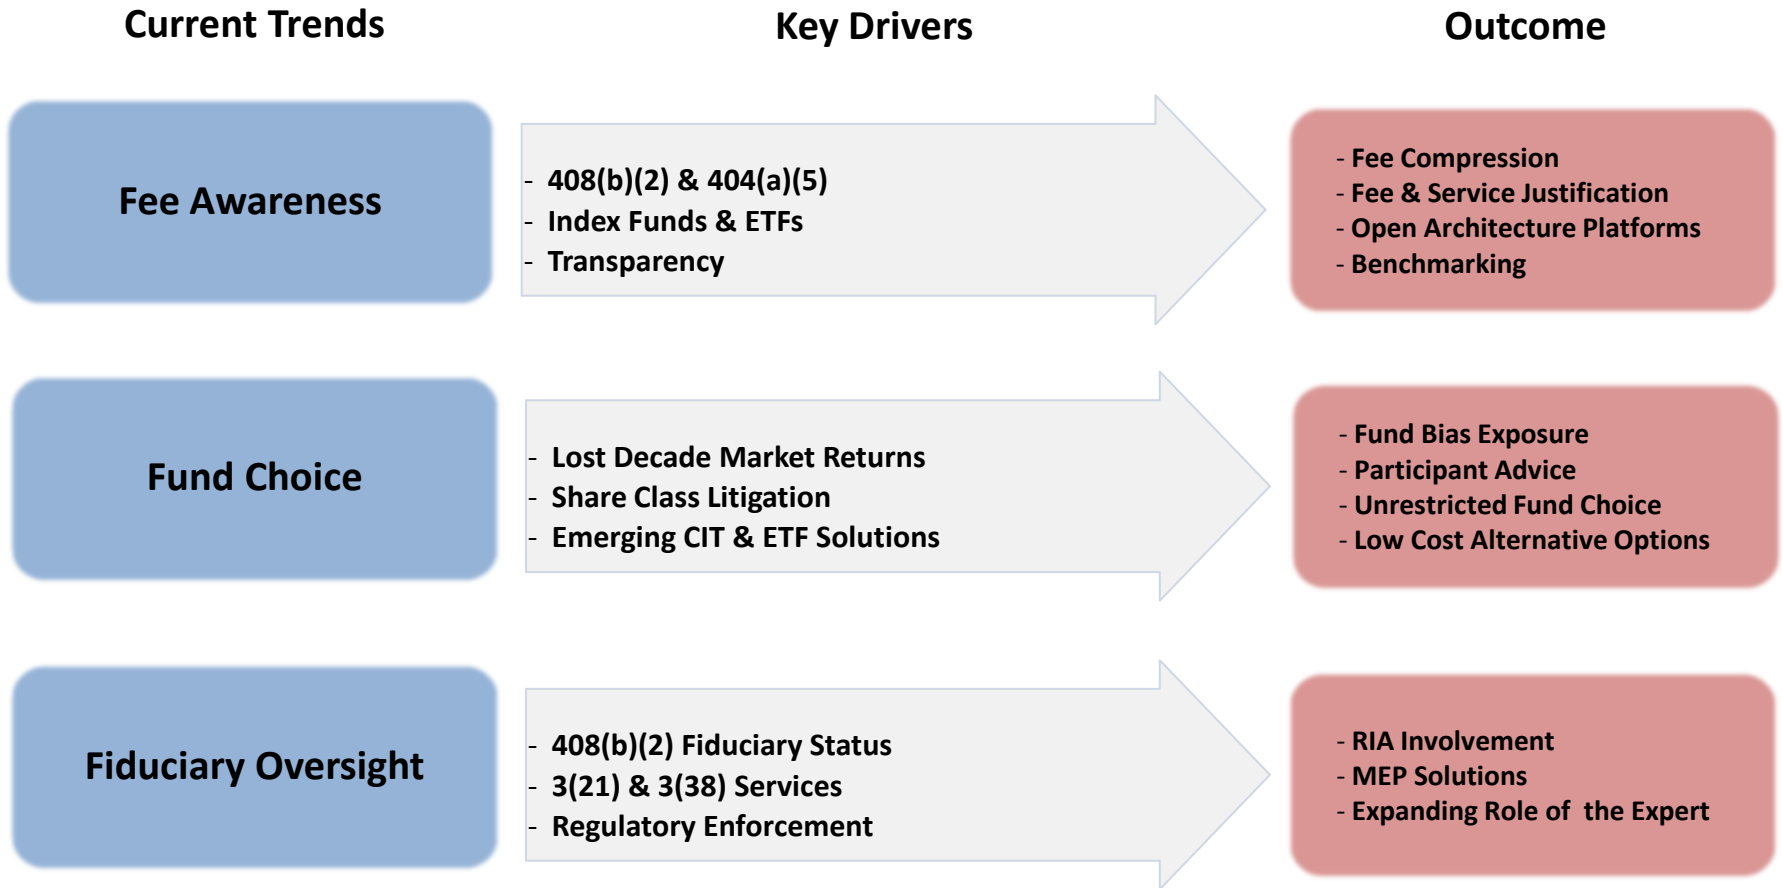 Current Trends
Key Drivers
Outcome
Fee Awareness
- 408(b)(2) & 404(a)(5)
- Index Funds & ETFs
- Transparency
- Fee Compression
- Fee & Service Justification
- Open Architecture Platforms
- Benchmarking
Fund Choice
- Lost Decade Market Returns
- Share Class Litigation
- Emerging CIT & ETF Solutions
- Fund Bias Exposure
- Participant Advice
- Unrestricted Fund Choice
- Low Cost Alternative Options
Fiduciary Oversight
- 408(b)(2) Fiduciary Status
- 3(21) & 3(38) Services
- Regulatory Enforcement
- RIA Involvement
- MEP Solutions
- Expanding Role of  the Expert